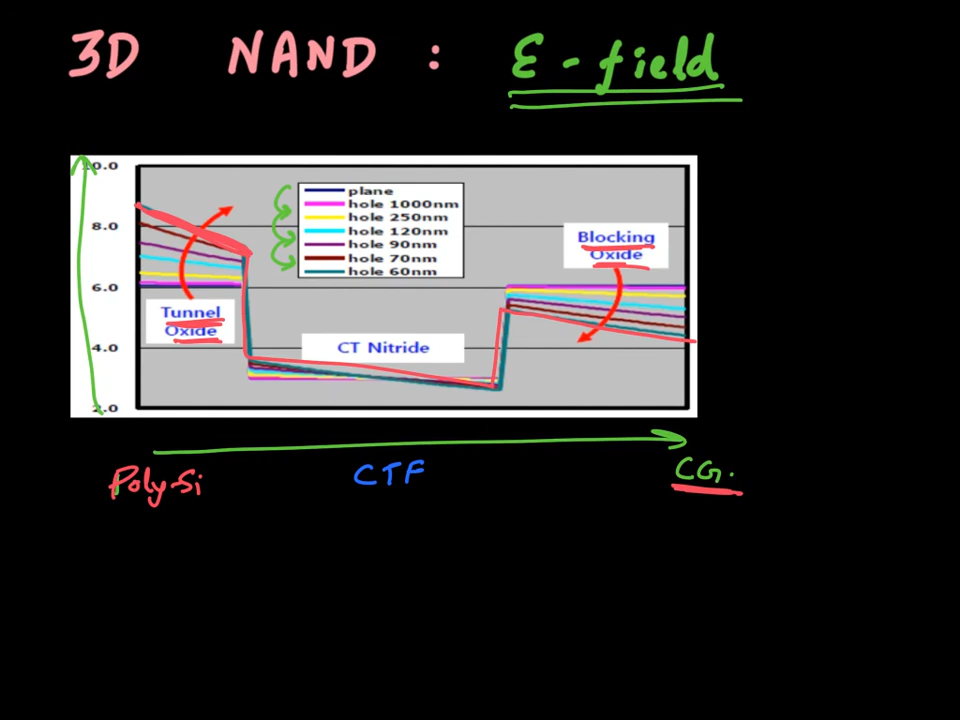 3D NAND : E-field
10.0
8.0
6.0
4.0
2.0
plane
hole 1000nm
hole 250nm
hole 120nm
hole 90nm
hole 70nm
hole 60nm
Blocking
Oxide
Tunnel
Oxide
CT Nitride
Poly-Si
CTF
CG.